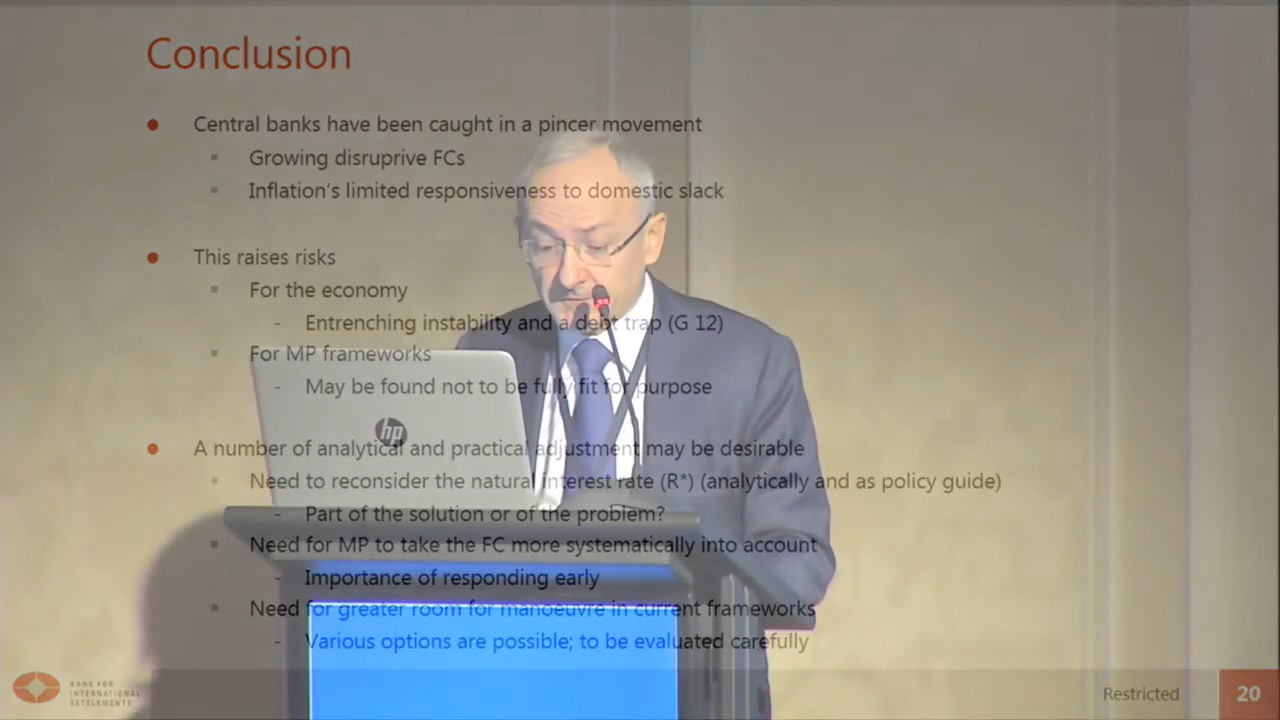 Conclusion
Central banks have been caught in a pincer movement
Growing disruprive FCs
Inflation's limited responsiveness to domestic slack
This raises risks
For the economy
- Entrenching instability and a debt trap (G 12)
For MP frameworks
- May be found not to be fully fit for purpose
hp
A number of analytical and practical adjustment may be desirable
Need to reconsider the natural interest rate (R*) (analytically and as policy guide)
- Part of the solution or of the problem?
Need for MP to take the FC more systematically into account
- Importance of responding early
Need for greater room for manoeuvre in current frameworks
- Various options are possible; to be evaluated carefully
BANK FOR
INTERNATIONAL
SETTLEMENTS
Restricted
20